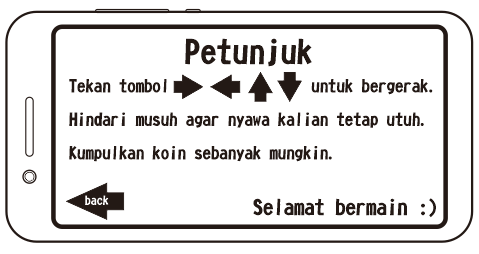 Petunjuk
Tekan tombol → ← ↑ ↓ untuk bergerak.
Hindari musuh agar nyawa kalian tetap utuh.
Kumpulkan koin sebanyak mungkin.
back
Selamat bermain :)